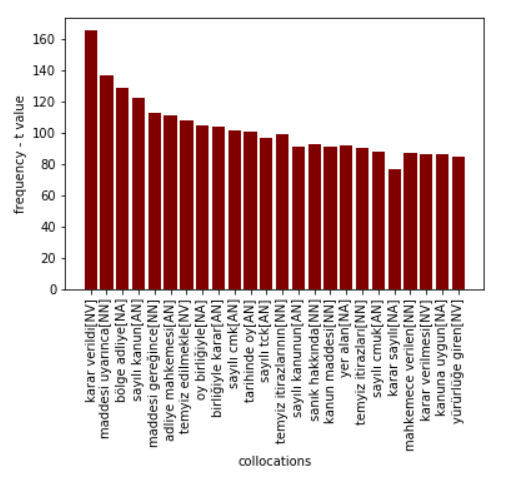 frequency - t value
160
140
120
100
80
60
40
20
0
karar verildi[NV]
maddesi uyarınca[NN]
bölge adliye[NA]
sayılı kanun[AN]
maddesi gereğince[NN]
adliye mahkemesi[AN]
temyiz edilmekle[NV]
oy birliğiyle[NA]
birliğiyle karar[AN]
sayılı cmk[AN]
tarihinde oy[AN]
sayılı tck[AN]
temyiz itirazlarının[NN]
sayılı kanunun[AN]
sanık hakkında[NN]
kanun maddesi[NN]
yer alan[NA]
temyiz itirazları[NN]
sayılı cmuk[AN]
karar sayılı[NA]
mahkemece verilen[NN]
karar verilmesi[NV]
kanuna uygun[NA]
yürürlüğe giren[NV]
collocations